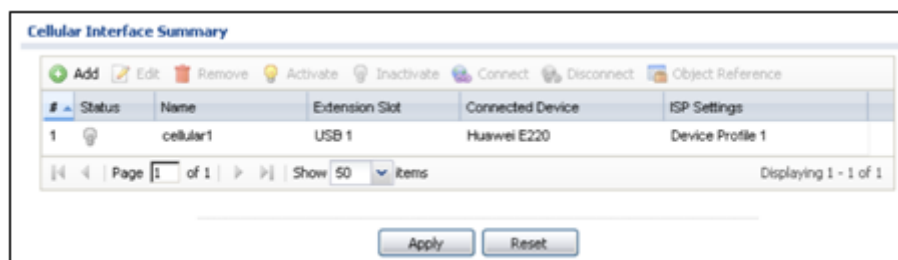 Cellular Interface Summary
Add Edit Remove Activate Inactivate Connect Disconnect Object Reference
# Status Name Extension Slot Connected Device ISP Settings
1 cellular1 USB 1 Huawei E220 Device Profile 1
Page 1 of 1 Show 50 items Displaying 1 - 1 of 1
Apply Reset